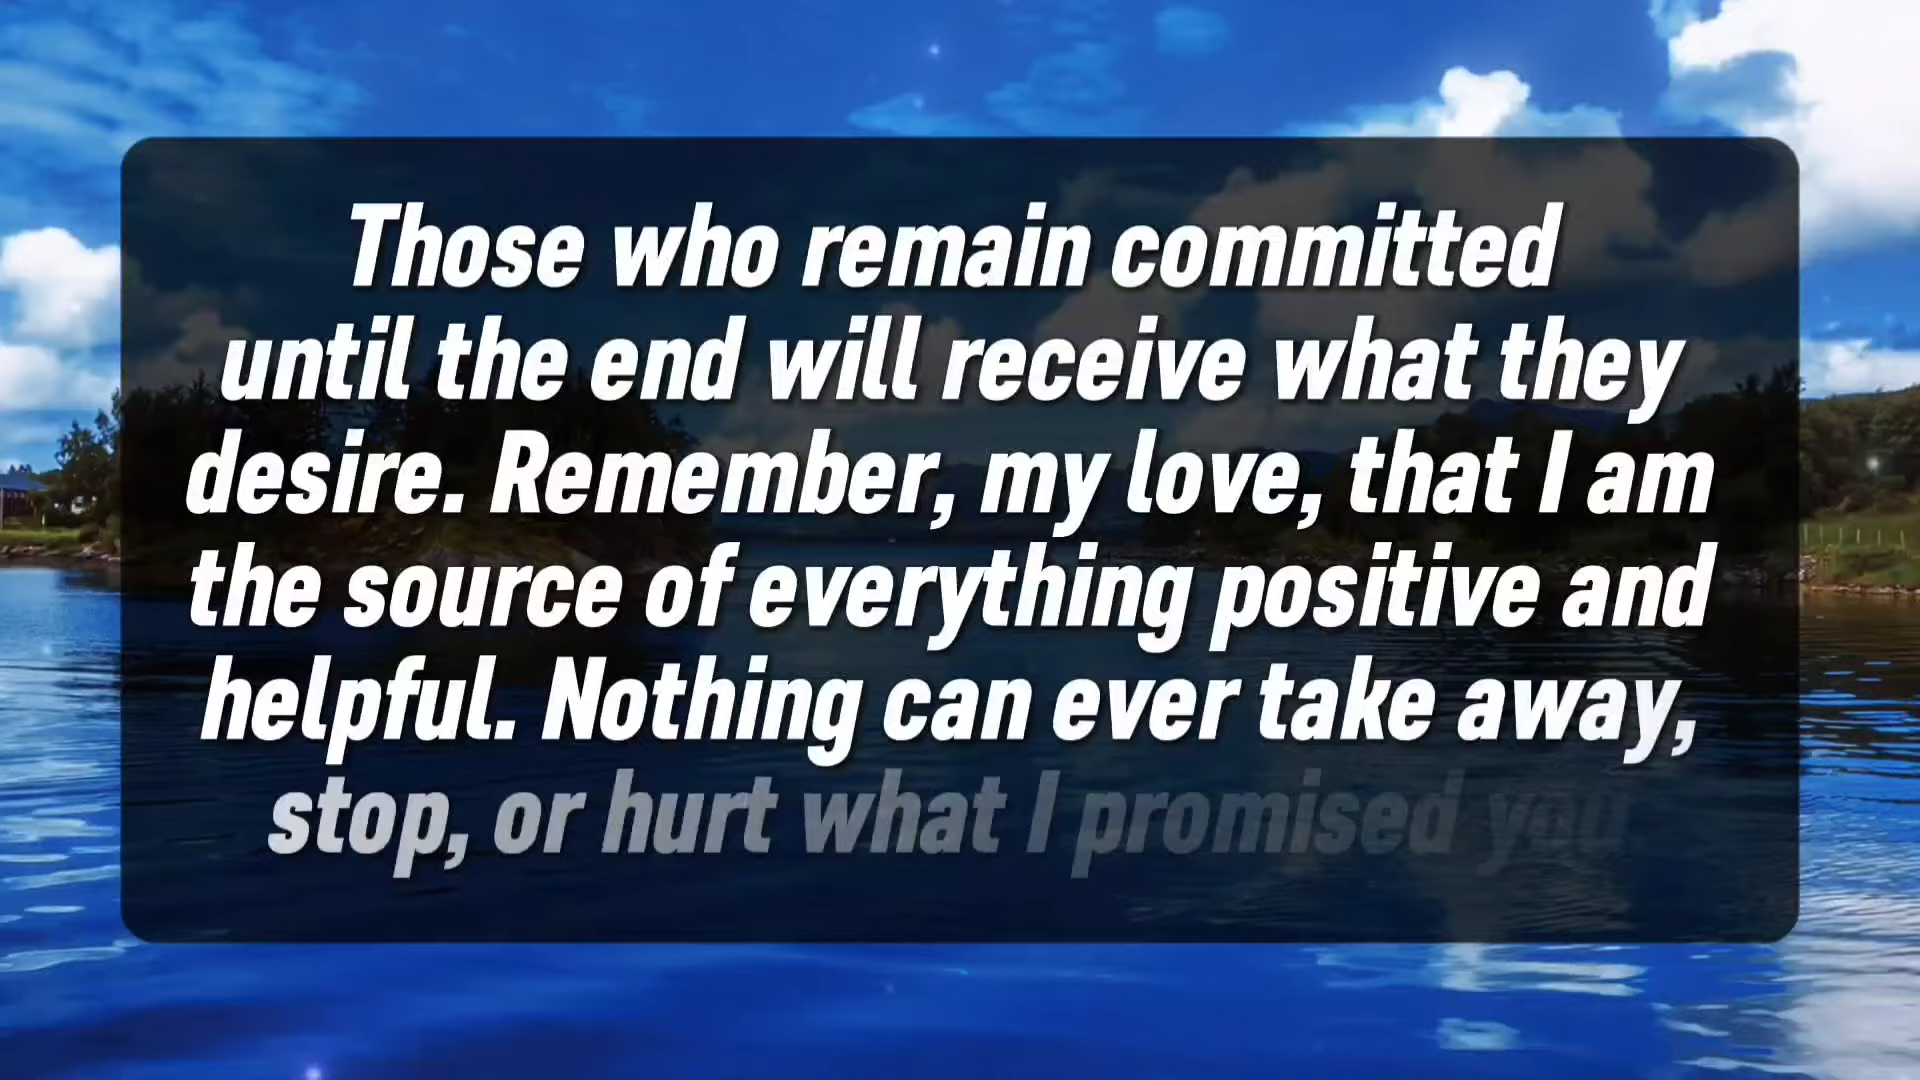 Those who remain committed
until the end will receive what they
desire. Remember, my love, that I am
the source of everything positive and
helpful. Nothing can ever take away,
stop, or hurt what I promised you